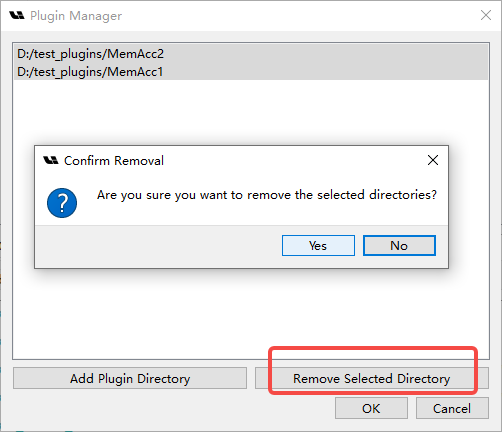 Plugin Manager
D:/test_plugins/MemAcc2
D:/test_plugins/MemAcc1
Confirm Removal
Are you sure you want to remove the selected directories?
Yes No
Add Plugin Directory Remove Selected Directory
OK Cancel